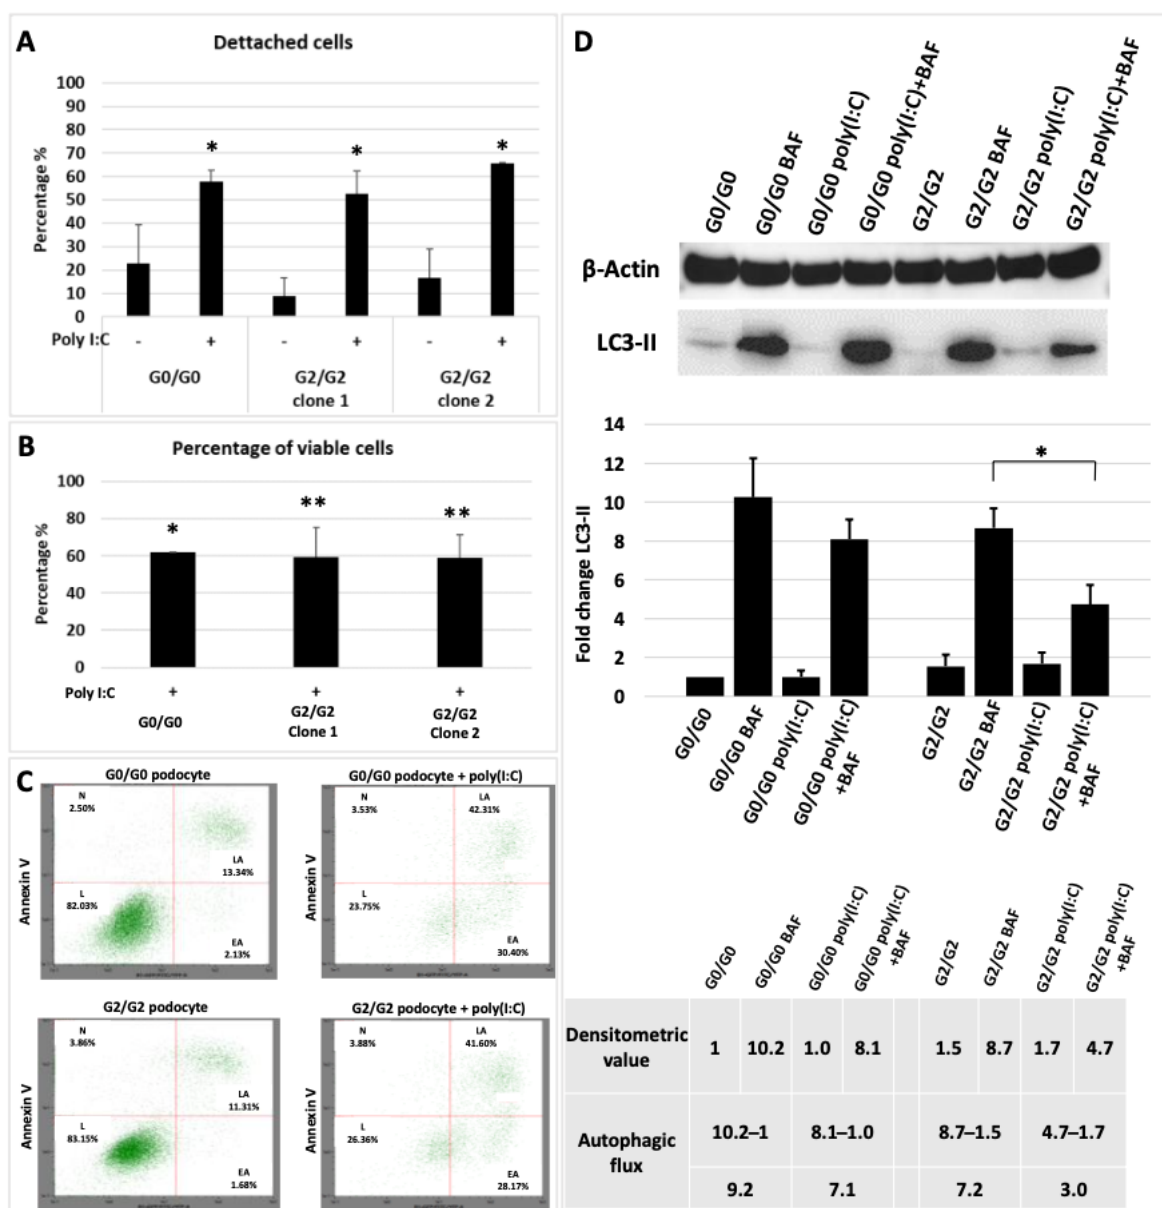 A
Dettached cells
Percentage %
100
90
80
70
60
50
40
30
20
10
0
* * *
Poly I:C - + - + - +
G0/G0 G2/G2 G2/G2
clone 1 clone 2
B
Percentage of viable cells
Percentage %
100
80
60
40
20
0
* ** **
Poly I:C + + +
G0/G0 G2/G2 G2/G2
Clone 1 Clone 2
C
G0/G0 podocyte
Annexin V
N
2.50%
LA
13.34%
L
82.03%
EA
2.13%
G0/G0 podocyte + poly(I:C)
Annexin V
N
3.53%
LA
42.31%
L
23.75%
EA
30.40%
G2/G2 podocyte
Annexin V
N
3.86%
LA
11.31%
L
83.15%
EA
1.68%
G2/G2 podocyte + poly(I:C)
Annexin V
N
3.88%
LA
41.60%
L
26.36%
EA
28.17%
D
G0/G0
G0/G0 BAF
G0/G0 poly(I:C)
G0/G0 poly(I:C)+BAF
G2/G2
G2/G2 BAF
G2/G2 poly(I:C)
G2/G2 poly(I:C)+BAF
β-Actin
LC3-II
Fold change LC3-II
14
12
10
8
6
4
2
0
*
G0/G0
G0/G0 BAF
G0/G0 poly(I:C)
G0/G0 poly(I:C)
+BAF
G2/G2
G2/G2 BAF
G2/G2 poly(I:C)
G2/G2 poly(I:C)
+BAF
G0/G0
G0/G0 BAF
G0/G0 poly(I:C)
G0/G0 poly(I:C)
+BAF
G2/G2
G2/G2 BAF
G2/G2 poly(I:C)
G2/G2 poly(I:C)
+BAF
Densitometric
value
1 10.2 1.0 8.1 1.5 8.7 1.7 4.7
Autophagic
flux
10.2–1 8.1–1.0 8.7–1.5 4.7–1.7
9.2 7.1 7.2 3.0